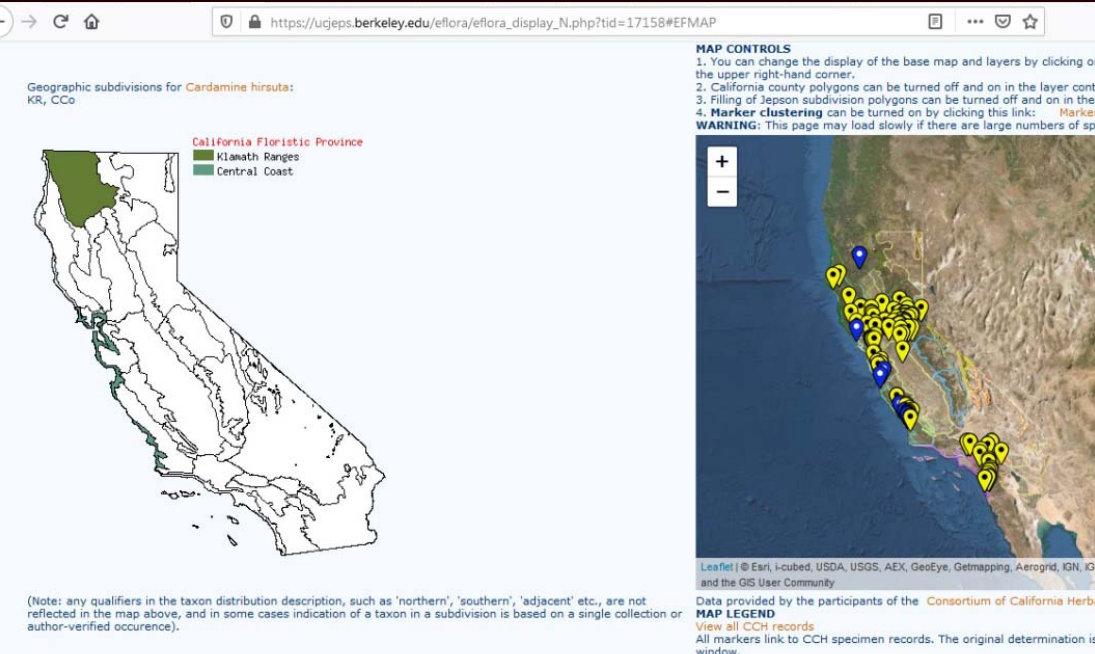 https://ucjeps.berkeley.edu/eflora/eflora_display_N.php?tid=17158#EFMAP
Geographic subdivisions for Cardamine hirsuta:
KR, CCo
California Floristic Province
Klamath Ranges
Central Coast
(Note: any qualifiers in the taxon distribution description, such as 'northern', 'southern', 'adjacent' etc., are not
reflected in the map above, and in some cases indication of a taxon in a subdivision is based on a single collection or
author-verified occurence).
MAP CONTROLS
1. You can change the display of the base map and layers by clicking
the upper right-hand corner.
2. California county polygons can be turned off and on in the layer
3. Filling of Jepson subdivision polygons can be turned off and on in the
4. Marker clustering can be turned on by clicking this link:
WARNING: This page may load slowly if there are large numbers of
+
−
Leaflet | © Esri, i-cubed, USDA, USGS, AEX, GeoEye, Getmapping, Aerogrid, IGN,
and the GIS User Community
Data provided by the participants of the Consortium of California
MAP LEGEND
View all CCH records
All markers link to CCH specimen records. The original determination is
window.